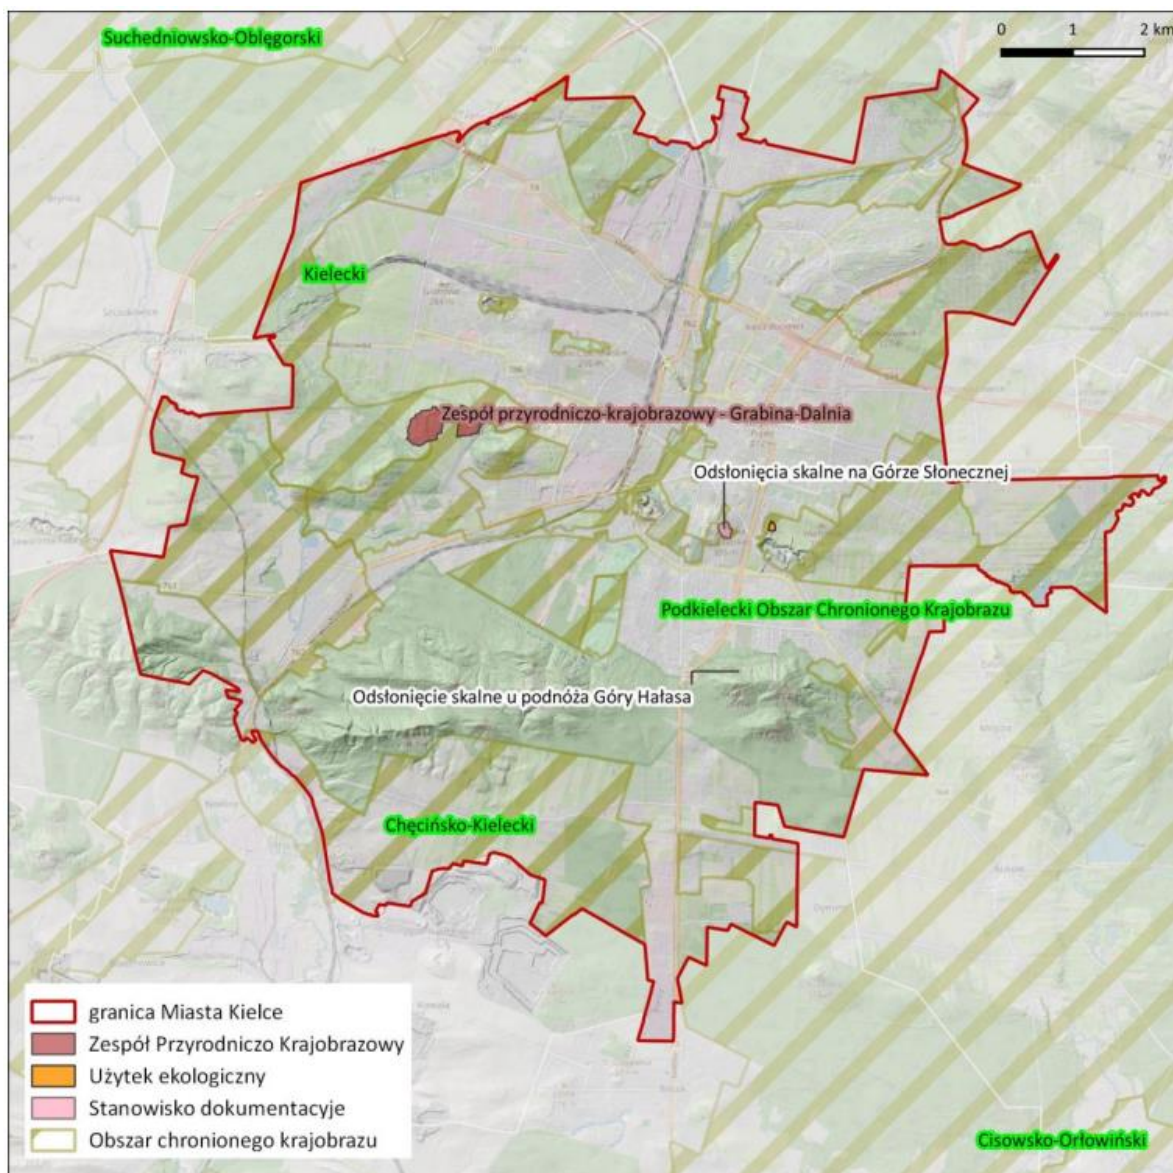 Suchedniowsko-Oblęgorski
0 1 2 km
Kielecki
Zespół przyrodniczo-krajobrazowy - Grabina-Dalnia
Odsłonięcia skalne na Górze Słonecznej
Podkielecki Obszar Chronionego Krajobrazu
Odsłonięcie skalne u podnóża Góry Hałasa
Chęcińsko-Kielecki
granica Miasta Kielce
Zespół Przyrodniczo Krajobrazowy
Użytek ekologiczny
Stanowisko dokumentacyje
Obszar chronionego krajobrazu
Cisowsko-Orłowiński